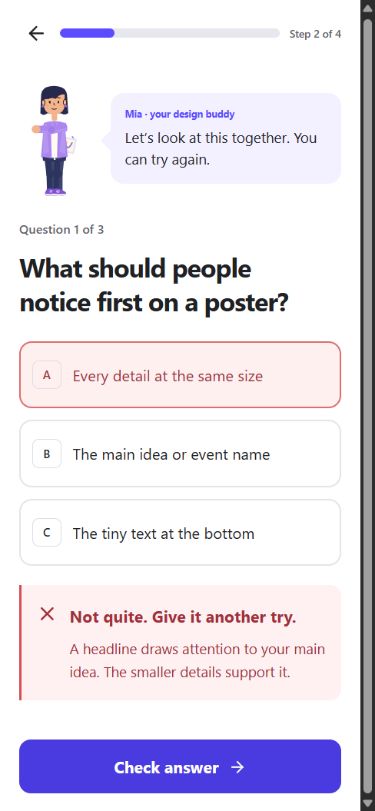 Step 2 of 4
Mia · your design buddy
Let's look at this together. You
can try again.
Question 1 of 3
What should people
notice first on a poster?
A Every detail at the same size
B The main idea or event name
C The tiny text at the bottom
Not quite. Give it another try.
A headline draws attention to your main
idea. The smaller details support it.
Check answer